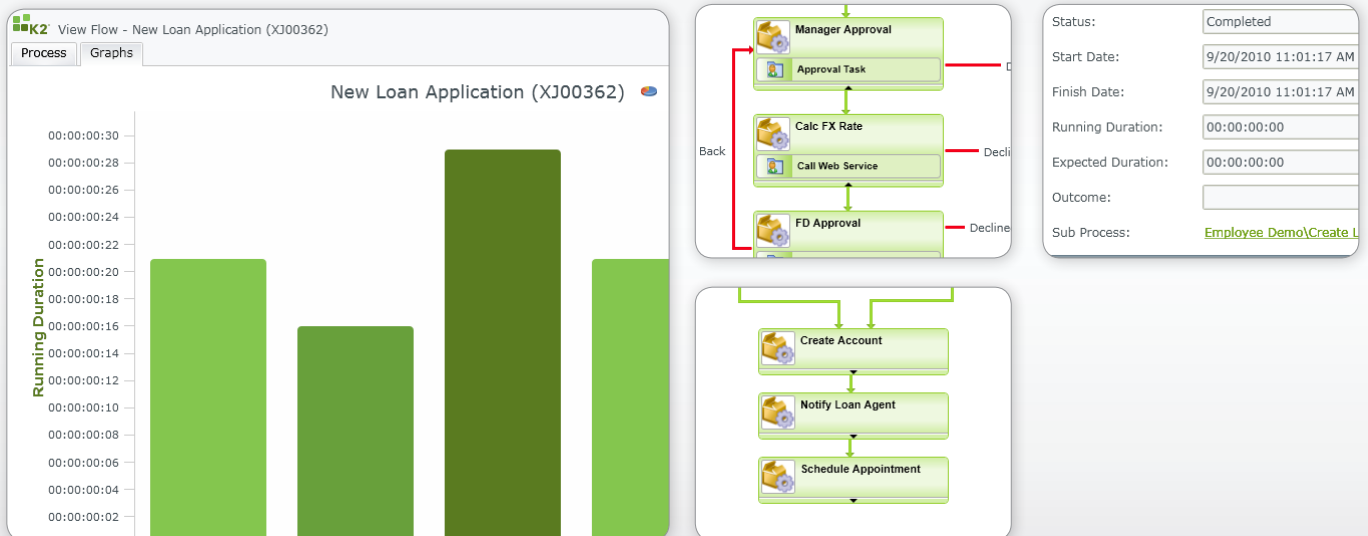 K2 View Flow - New Loan Application (XJ00362)
Process Graphs
New Loan Application (XJ00362)
Running Duration
00:00:00:30
00:00:00:28
00:00:00:26
00:00:00:24
00:00:00:22
00:00:00:20
00:00:00:18
00:00:00:16
00:00:00:14
00:00:00:12
00:00:00:10
00:00:00:08
00:00:00:06
00:00:00:04
00:00:00:02
Manager Approval
Approval Task
D
Calc FX Rate
Back
Decli
Call Web Service
FD Approval
Decline
Create Account
Notify Loan Agent
Schedule Appointment
Status: Completed
Start Date: 9/20/2010 11:01:17 AM
Finish Date: 9/20/2010 11:01:17 AM
Running Duration: 00:00:00:00
Expected Duration: 00:00:00:00
Outcome:
Sub Process: Employee Demo\Create L